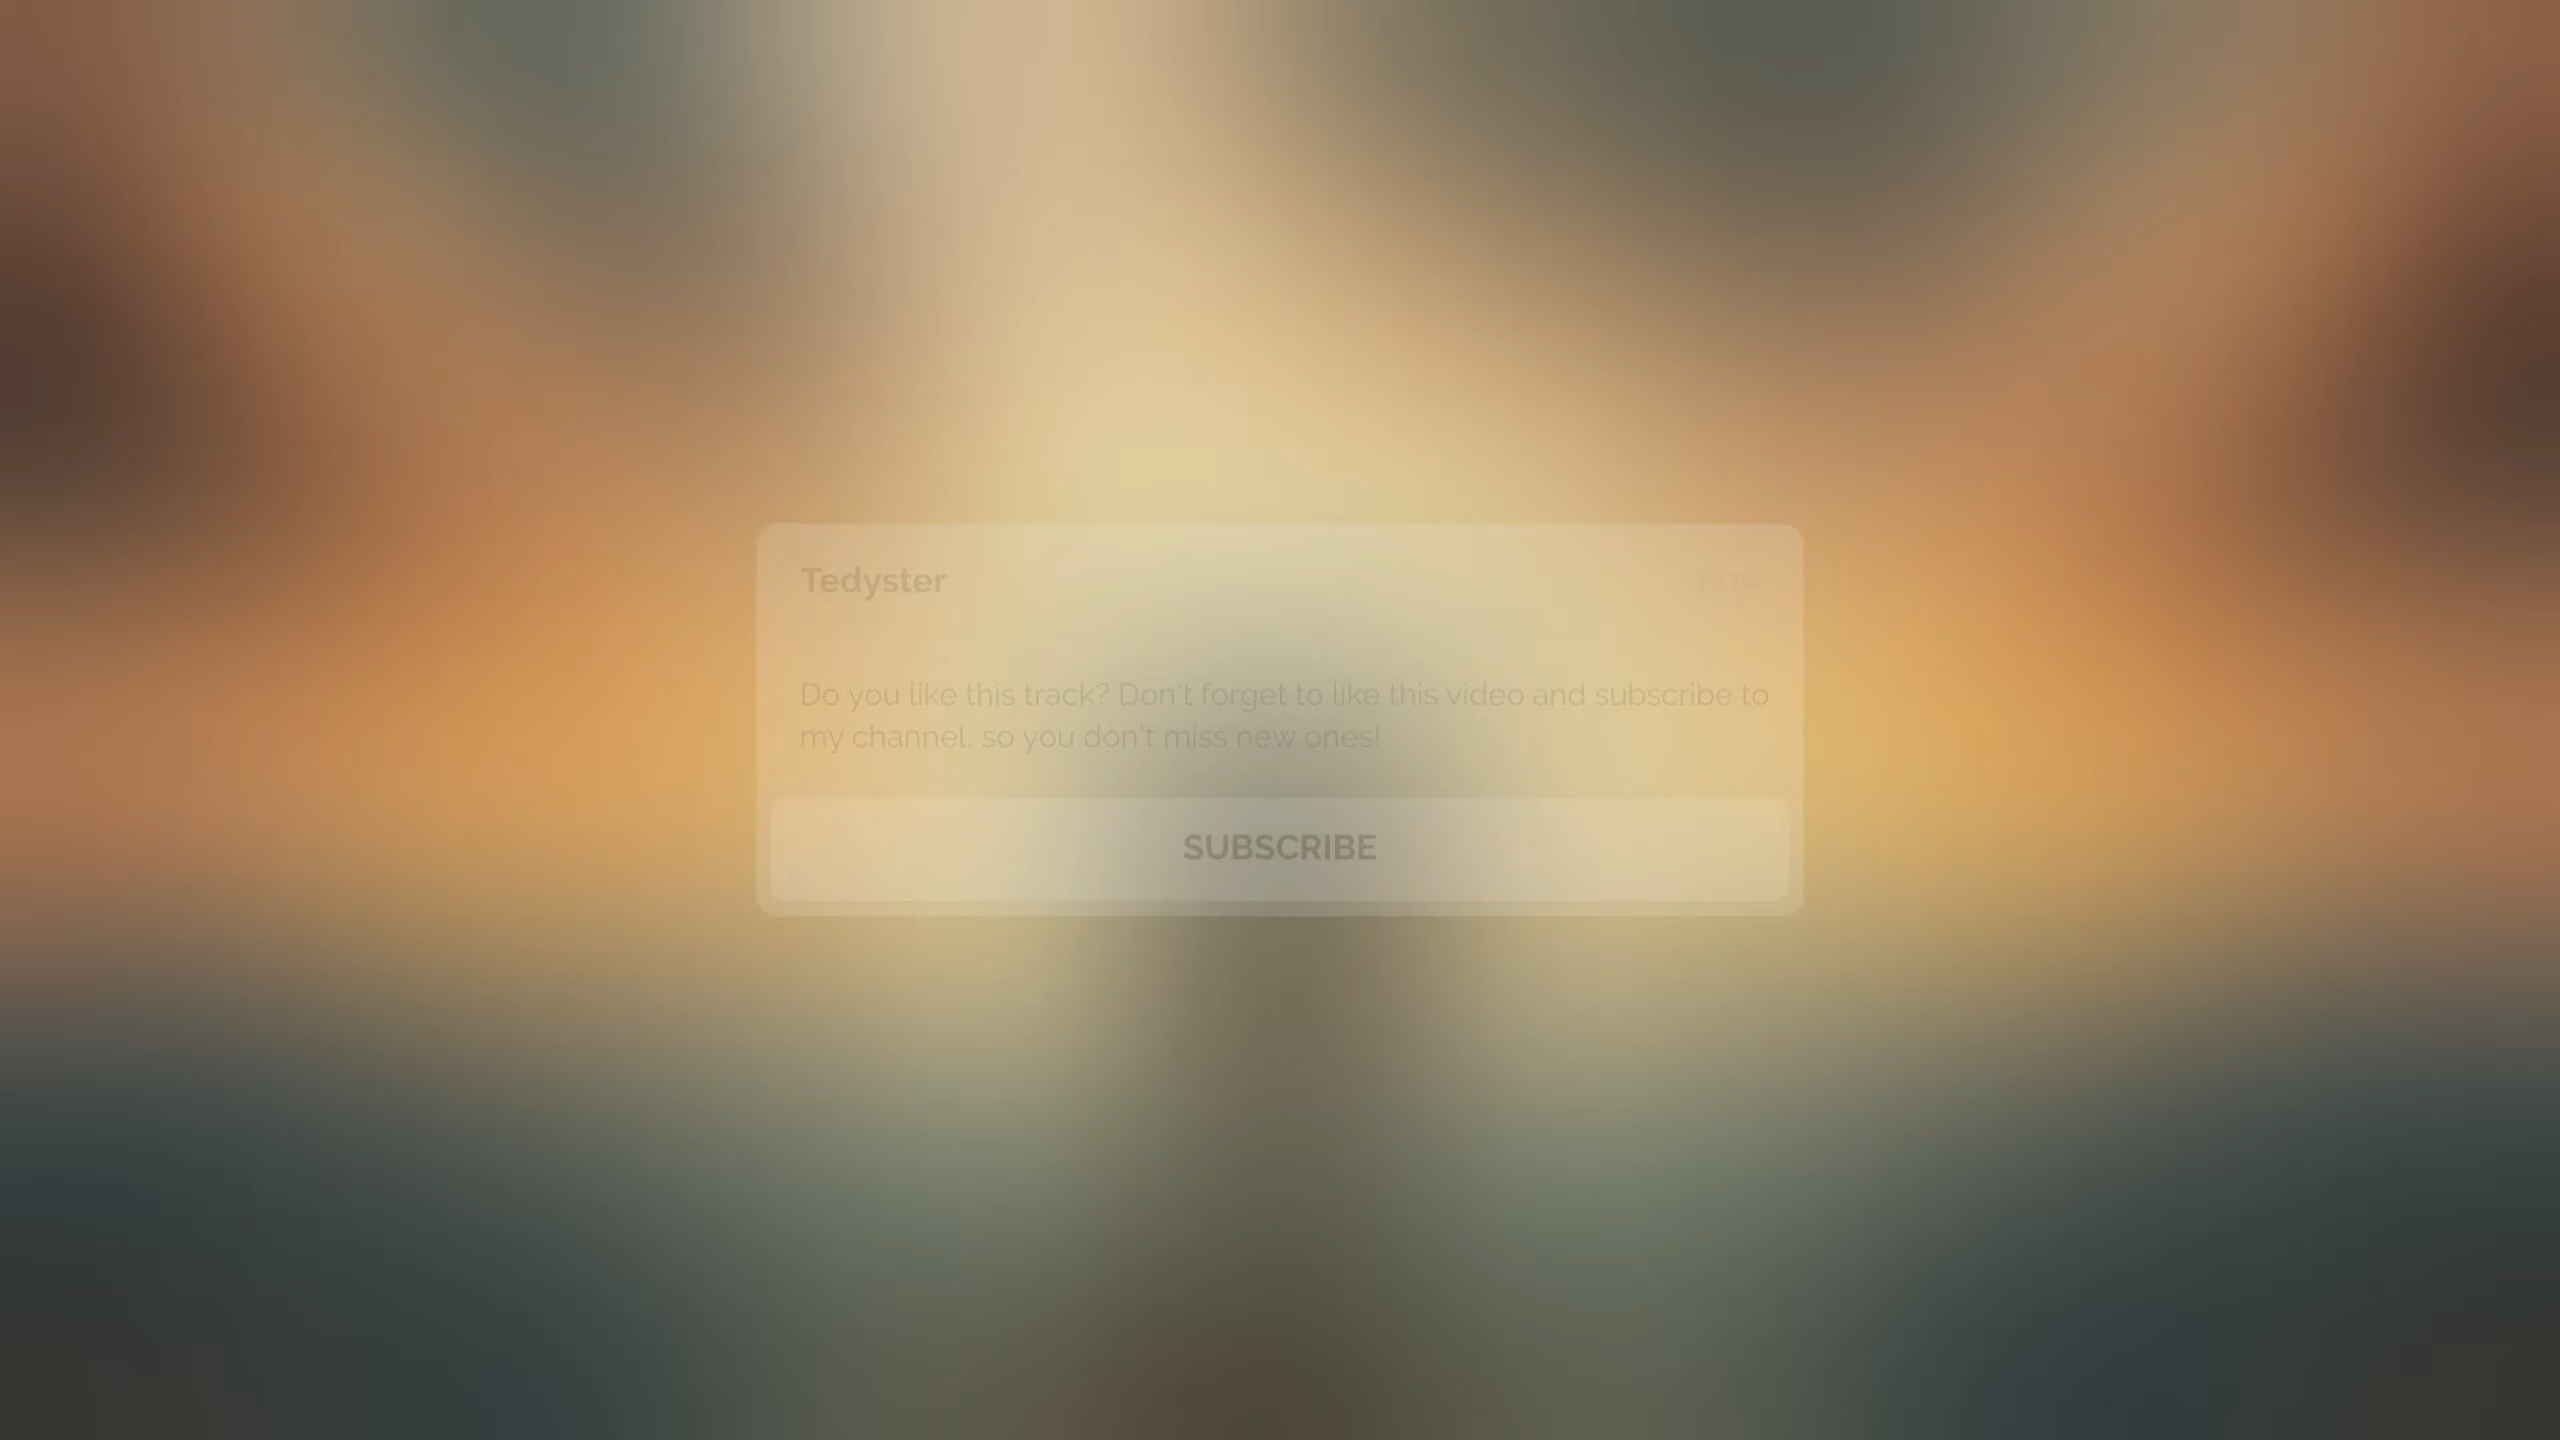 Tedyster
Do you like this track? Don't forget to like this video and subscribe to
my channel, so you don't miss new ones!
SUBSCRIBE